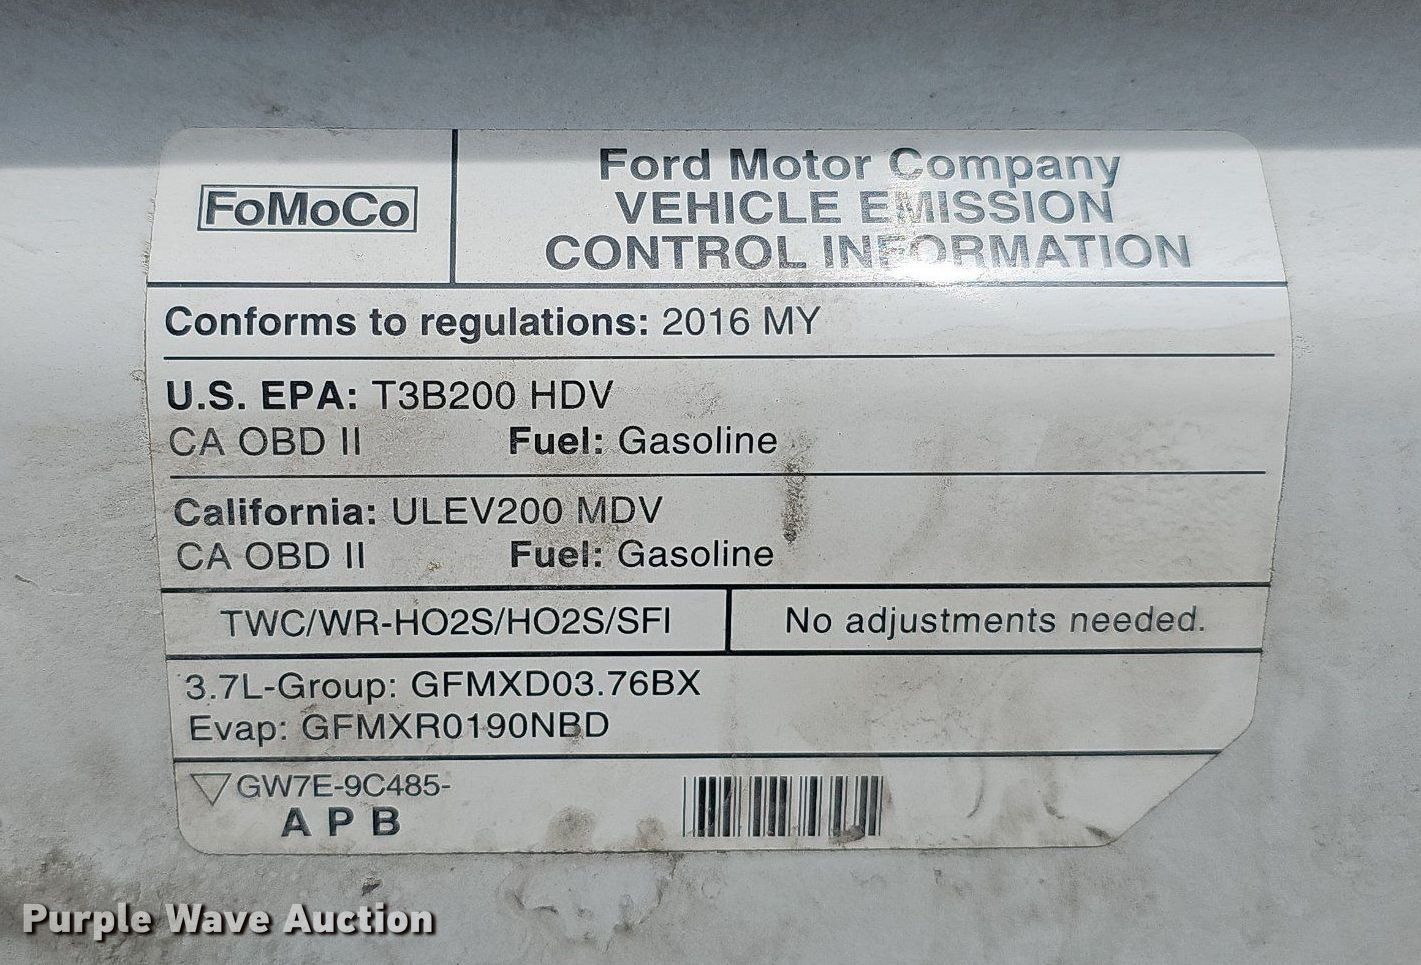 FoMoCo
Ford Motor Company
VEHICLE EMISSION
CONTROL INFORMATION
Conforms to regulations: 2016 MY
U.S. EPA: T3B200 HDV
CA OBD II Fuel: Gasoline
California: ULEV200 MDV
CA OBD II Fuel: Gasoline
TWC/WR-HO2S/HO2S/SFI
No adjustments needed.
3.7L-Group: GFMXD03.76BX
Evap: GFMXR0190NBD
GW7E-9C485-
A P B
Purple Wave Auction